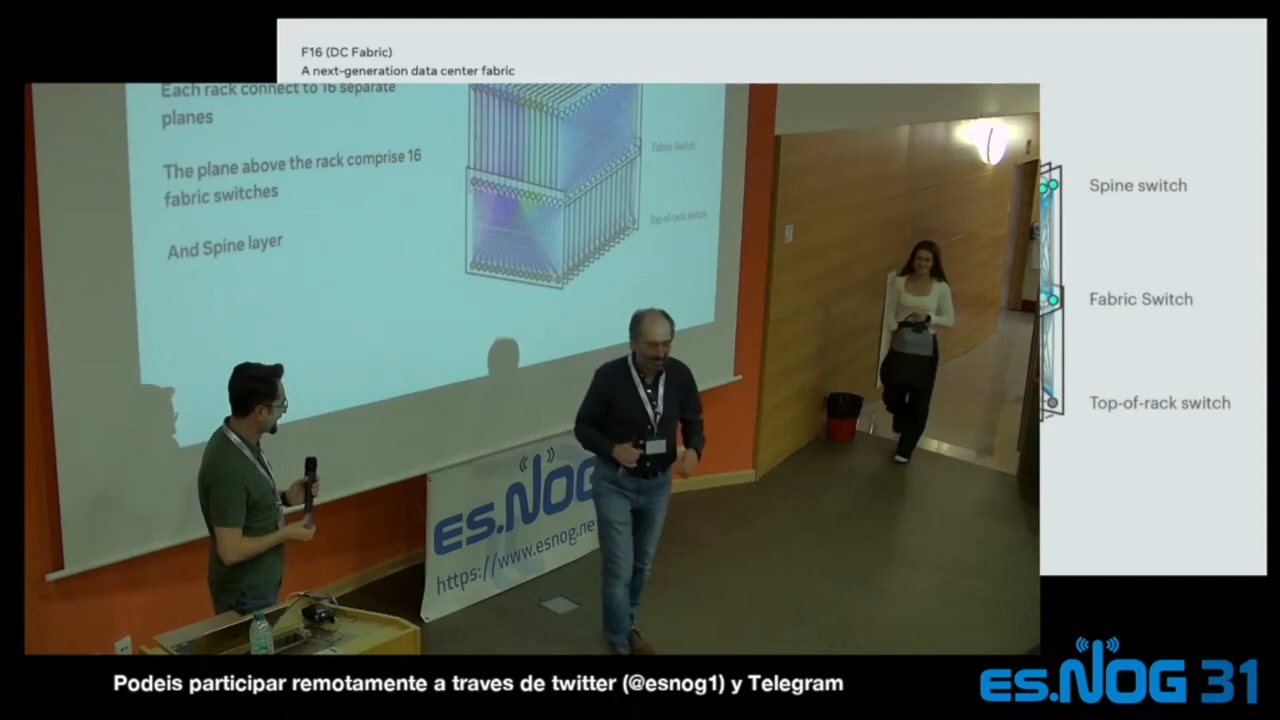 F16 (DC Fabric)
A next-generation data center fabric
Each rack connect to 16 separate
planes
The plane above the rack comprise 16
fabric switches
And Spine layer
Fabric Switch
Top-of-rack switch
Spine switch
Fabric Switch
Top-of-rack switch
es.NOG
https://www.esnog.ne
Podeis participar remotamente a traves de twitter (@esnog1) y Telegram
es.NOG 31